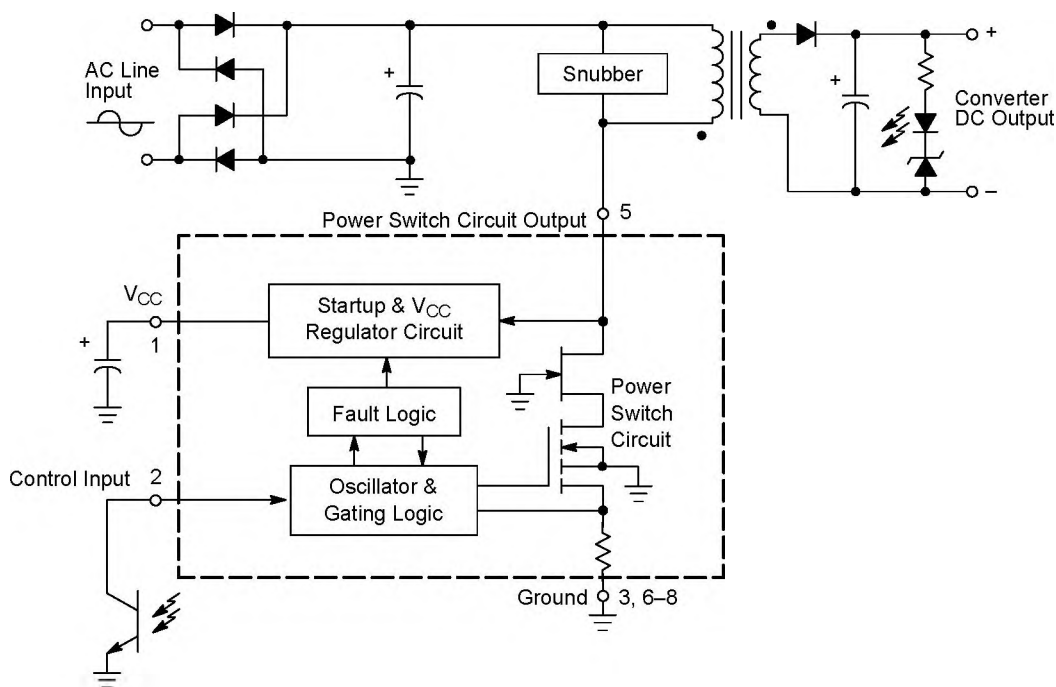 AC Line
Input
+
Snubber
+
+
Converter
DC Output
–
Power Switch Circuit Output
5
VCC
1
+
Startup & VCC
Regulator Circuit
Fault Logic
Power
Switch
Circuit
Control Input
2
Oscillator &
Gating Logic
Ground
3, 6–8